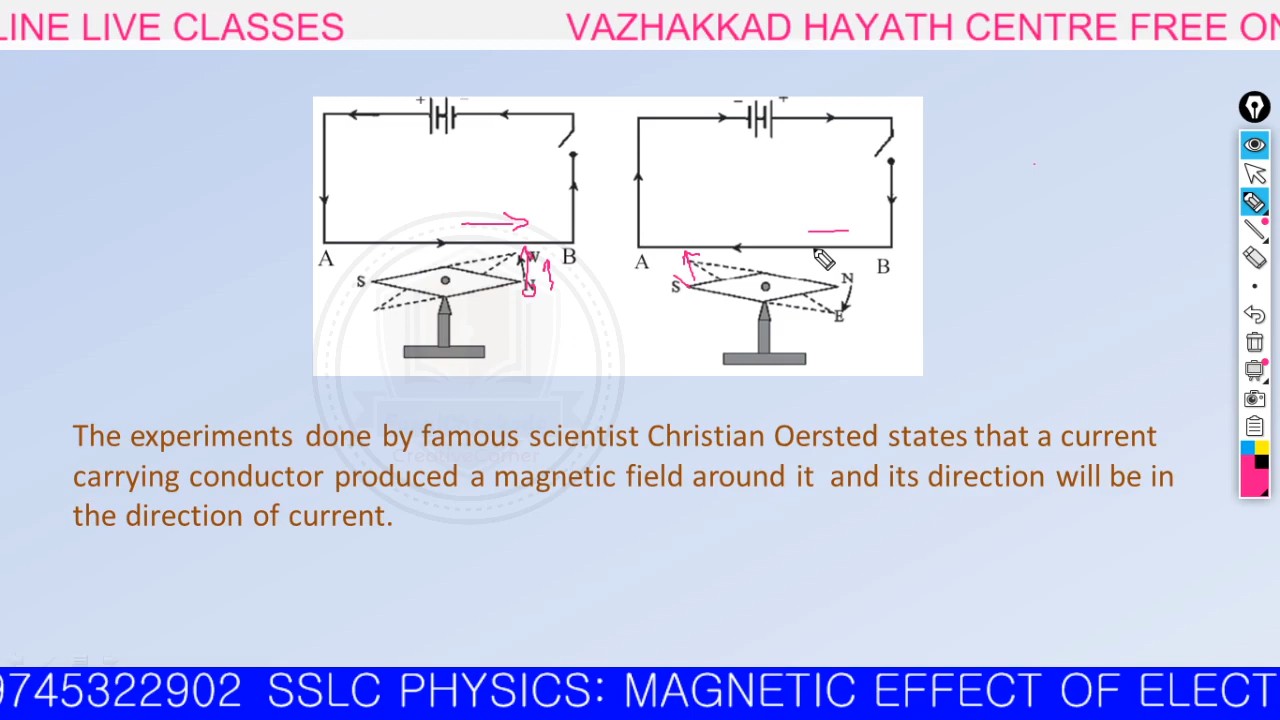 LINE LIVE CLASSES VAZHAKKAD HAYATH CENTRE FREE ON
+ − − +
A B A B
S W N S N E
The experiments done by famous scientist Christian Oersted states that a current
carrying conductor produced a magnetic field around it and its direction will be in
the direction of current.
CreativeCorner
9745322902 SSLC PHYSICS: MAGNETIC EFFECT OF ELECT